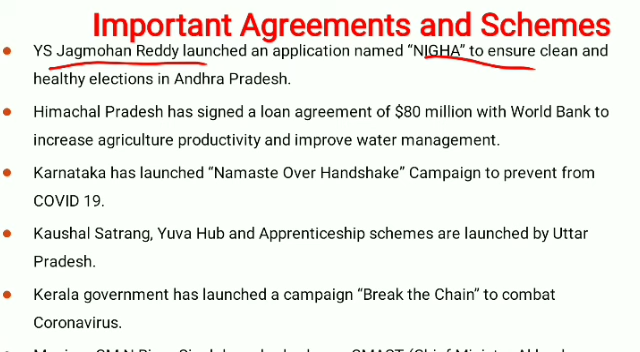 Important Agreements and Schemes
YS Jagmohan Reddy launched an application named “NIGHA” to ensure clean and
healthy elections in Andhra Pradesh.
Himachal Pradesh has signed a loan agreement of $80 million with World Bank to
increase agriculture productivity and improve water management.
Karnataka has launched “Namaste Over Handshake” Campaign to prevent from
COVID 19.
Kaushal Satrang, Yuva Hub and Apprenticeship schemes are launched by Uttar
Pradesh.
Kerala government has launched a campaign “Break the Chain” to combat
Coronavirus.